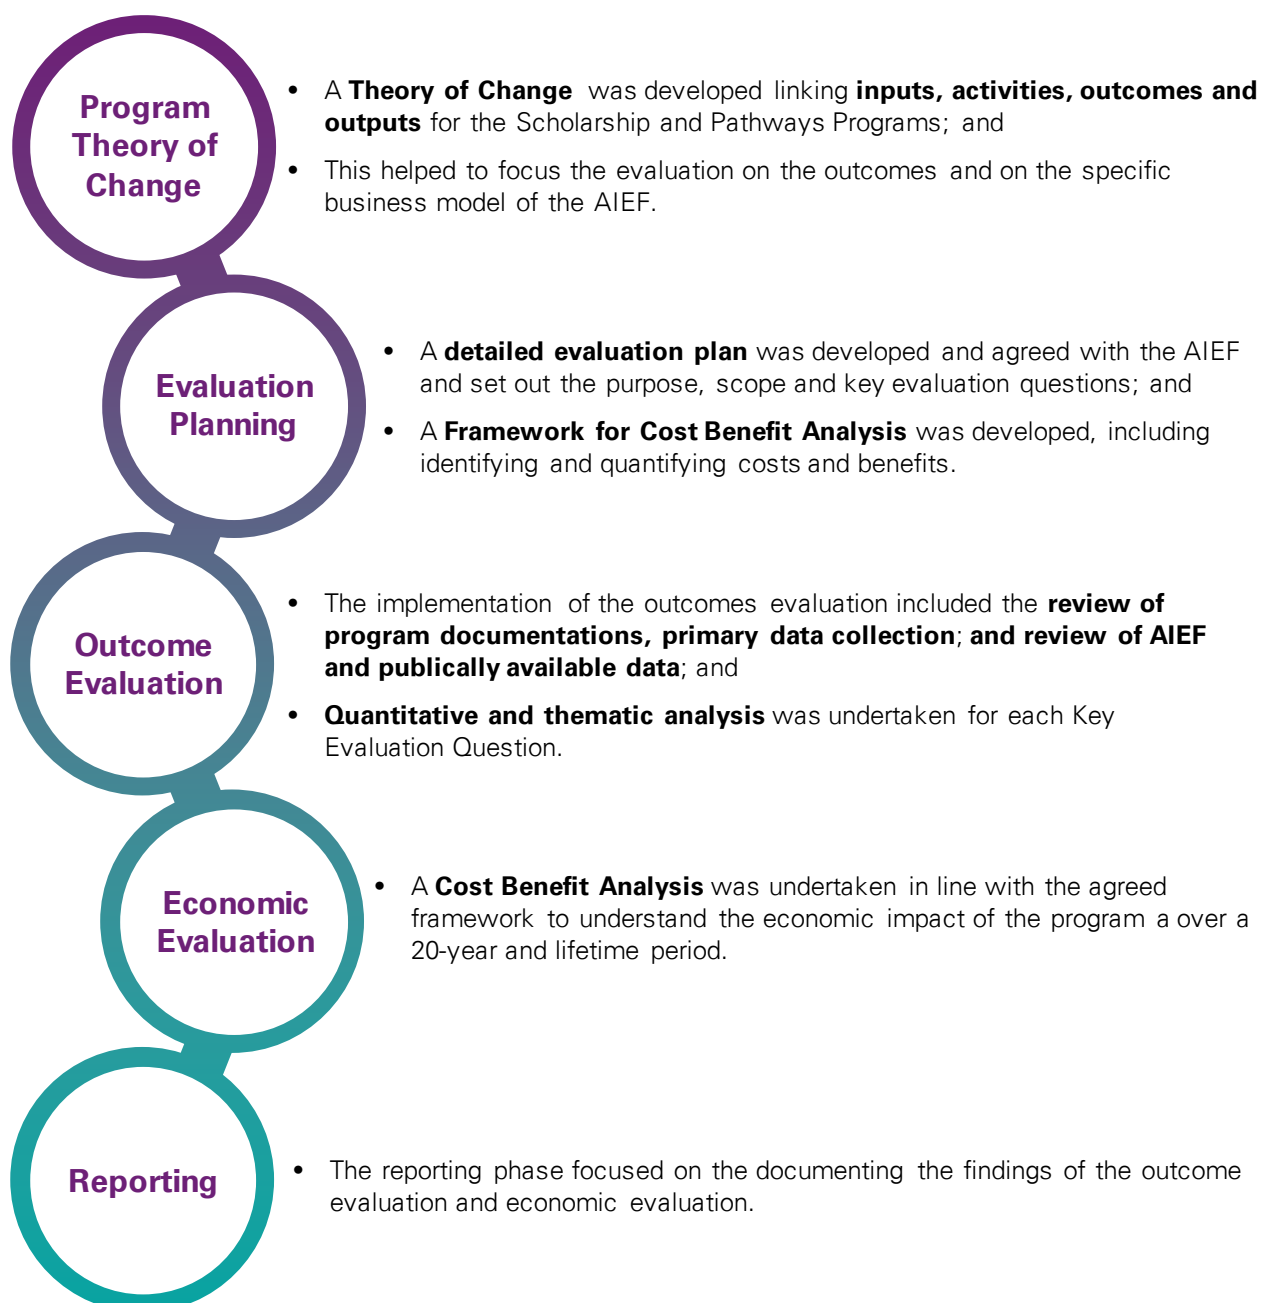 Program
Theory of
Change
• A Theory of Change was developed linking inputs, activities, outcomes and
outputs for the Scholarship and Pathways Programs; and
• This helped to focus the evaluation on the outcomes and on the specific
business model of the AIEF.
Evaluation
Planning
• A detailed evaluation plan was developed and agreed with the AIEF
and set out the purpose, scope and key evaluation questions; and
• A Framework for Cost Benefit Analysis was developed, including
identifying and quantifying costs and benefits.
Outcome
Evaluation
• The implementation of the outcomes evaluation included the review of
program documentations, primary data collection; and review of AIEF
and publically available data; and
• Quantitative and thematic analysis was undertaken for each Key
Evaluation Question.
Economic
Evaluation
• A Cost Benefit Analysis was undertaken in line with the agreed
framework to understand the economic impact of the program a over a
20-year and lifetime period.
Reporting
• The reporting phase focused on the documenting the findings of the outcome
evaluation and economic evaluation.